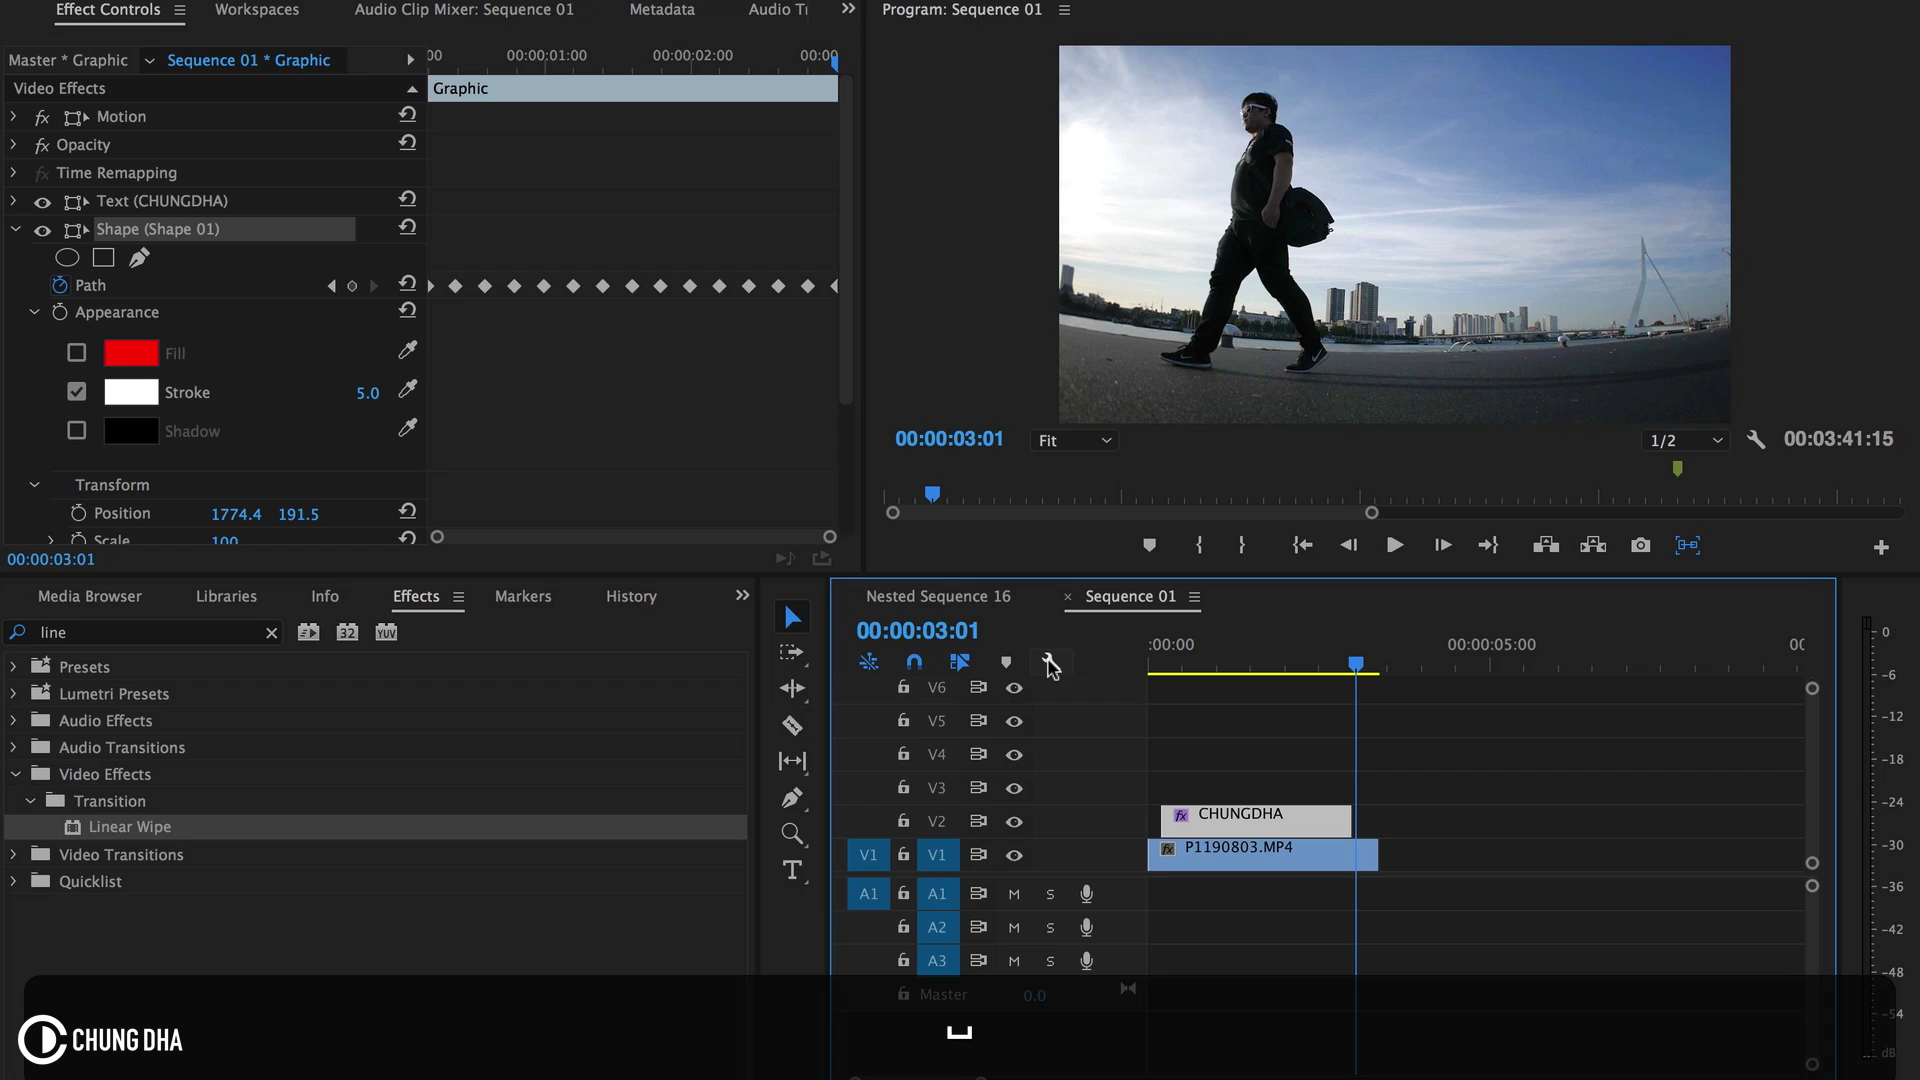 Effect Controls
Workspaces
Audio Clip Mixer: Sequence 01
Metadata
Audio Tr
Program: Sequence 01
Master * Graphic
Sequence 01 * Graphic
00
00:00:01:00
00:00:02:00
00:00
Video Effects
Graphic
fx Motion
fx Opacity
fx Time Remapping
Text (CHUNGDHA)
Shape (Shape 01)
Path
Appearance
Fill
Stroke
5.0
Shadow
Transform
Position
1774.4 191.5
Scale
100
00:00:03:01
00:00:03:01
Fit
1/2
00:03:41:15
Media Browser
Libraries
Info
Effects
Markers
History
line
32
YUV
Presets
Lumetri Presets
Audio Effects
Audio Transitions
Video Effects
Transition
Linear Wipe
Video Transitions
Quicklist
T
Nested Sequence 16
× Sequence 01
00:00:03:01
:00:00
00:00:05:00
00
V6
V5
V4
V3
V2
fx CHUNGDHA
V1
V1
fx P1190803.MP4
A1
A1
M
S
A2
M
S
A3
M
S
Master
0.0
0
-6
-12
-18
-24
-30
-36
-42
-48
-54
dB
CHUNG DHA